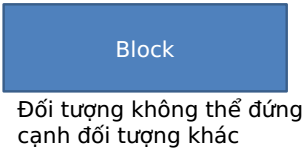 Block
Đối tượng không thể đứng
cạnh đối tượng khác